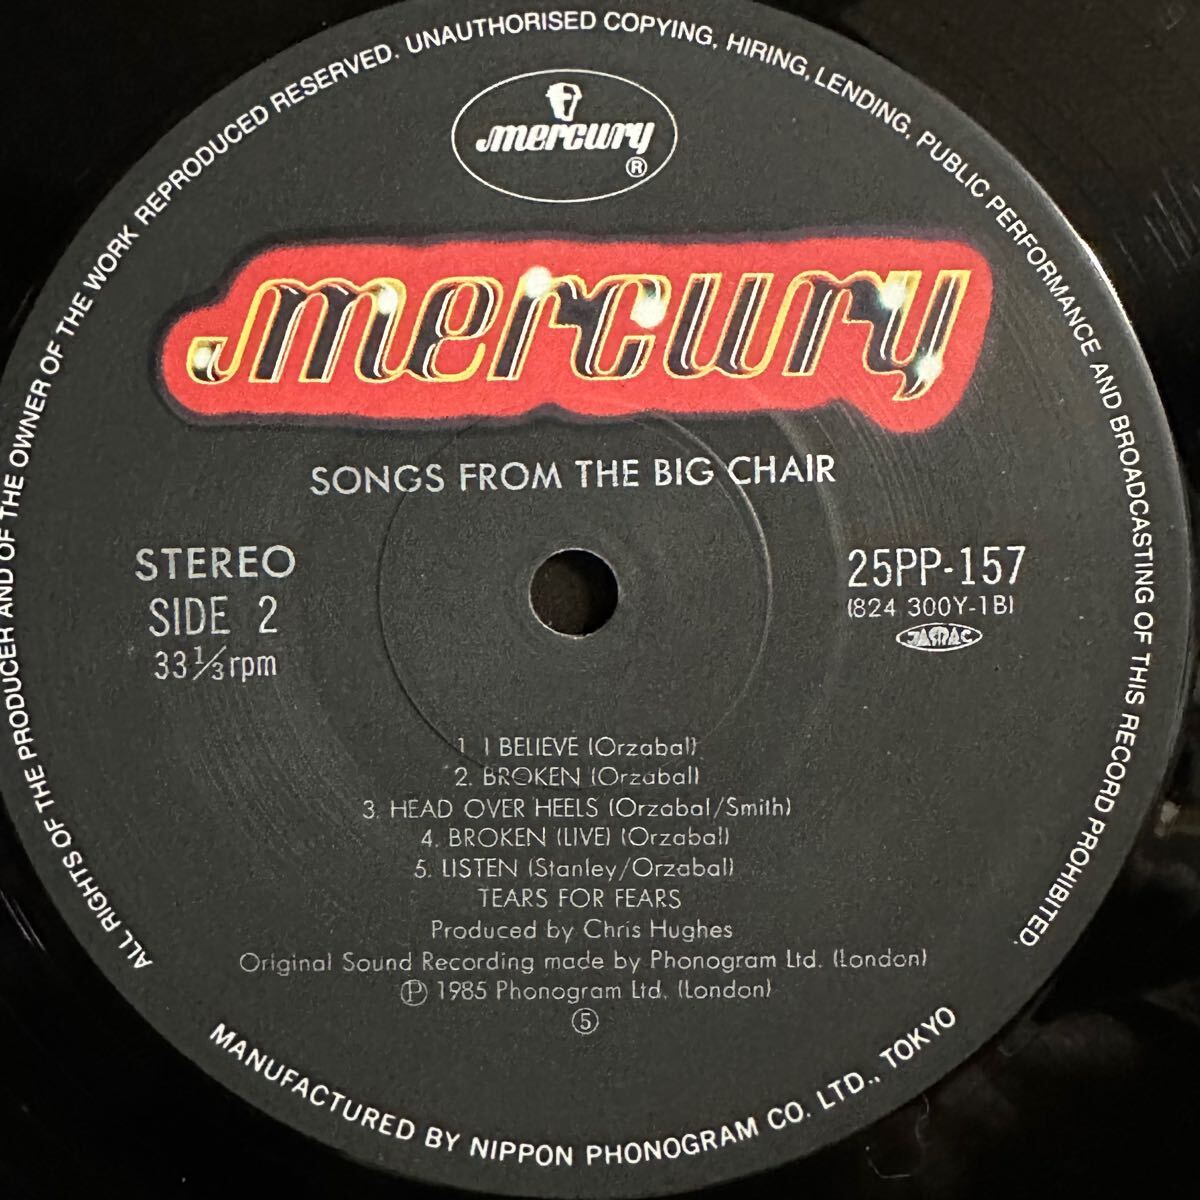 ALL RIGHTS OF THE PRODUCER AND OF THE OWNER OF THE WORK REPRODUCED RESERVED. UNAUTHORISED COPYING, HIRING, LENDING, PUBLIC PERFORMANCE AND BROADCASTING OF THIS RECORD PROHIBITED.
mercury
®
mercury
SONGS FROM THE BIG CHAIR
STEREO
SIDE 2
33 1/3 rpm
25PP-157
(824 300Y-1B)
JASRAC
1. I BELIEVE (Orzabal)
2. BROKEN (Orzabal)
3. HEAD OVER HEELS (Orzabal/Smith)
4. BROKEN (LIVE) (Orzabal)
5. LISTEN (Stanley/Orzabal)
TEARS FOR FEARS
Produced by Chris Hughes
Original Sound Recording made by Phonogram Ltd. (London)
Ⓟ 1985 Phonogram Ltd. (London)
⑤
MANUFACTURED BY NIPPON PHONOGRAM CO. LTD., TOKYO